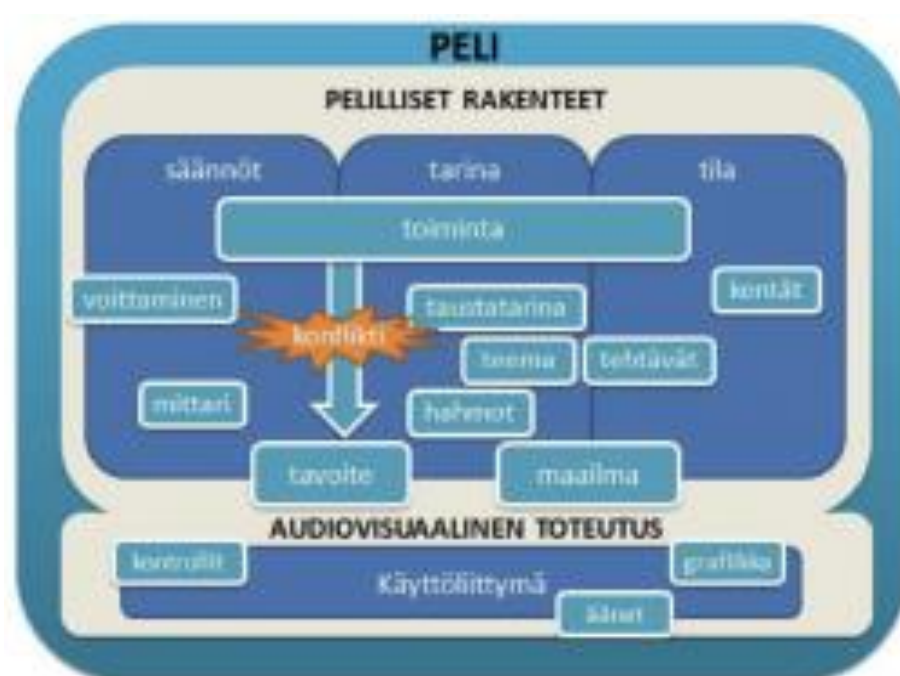 PELI
PELILLISET RAKENTEET
säännöt
tarina
tila
toiminta
voittaminen
kentät
taustatarina
konflikti
teema
tehtävät
mittari
hahmot
tavoite
maailma
AUDIOVISUAALINEN TOTEUTUS
kontrollit
grafiikka
Käyttöliittymä
äänet